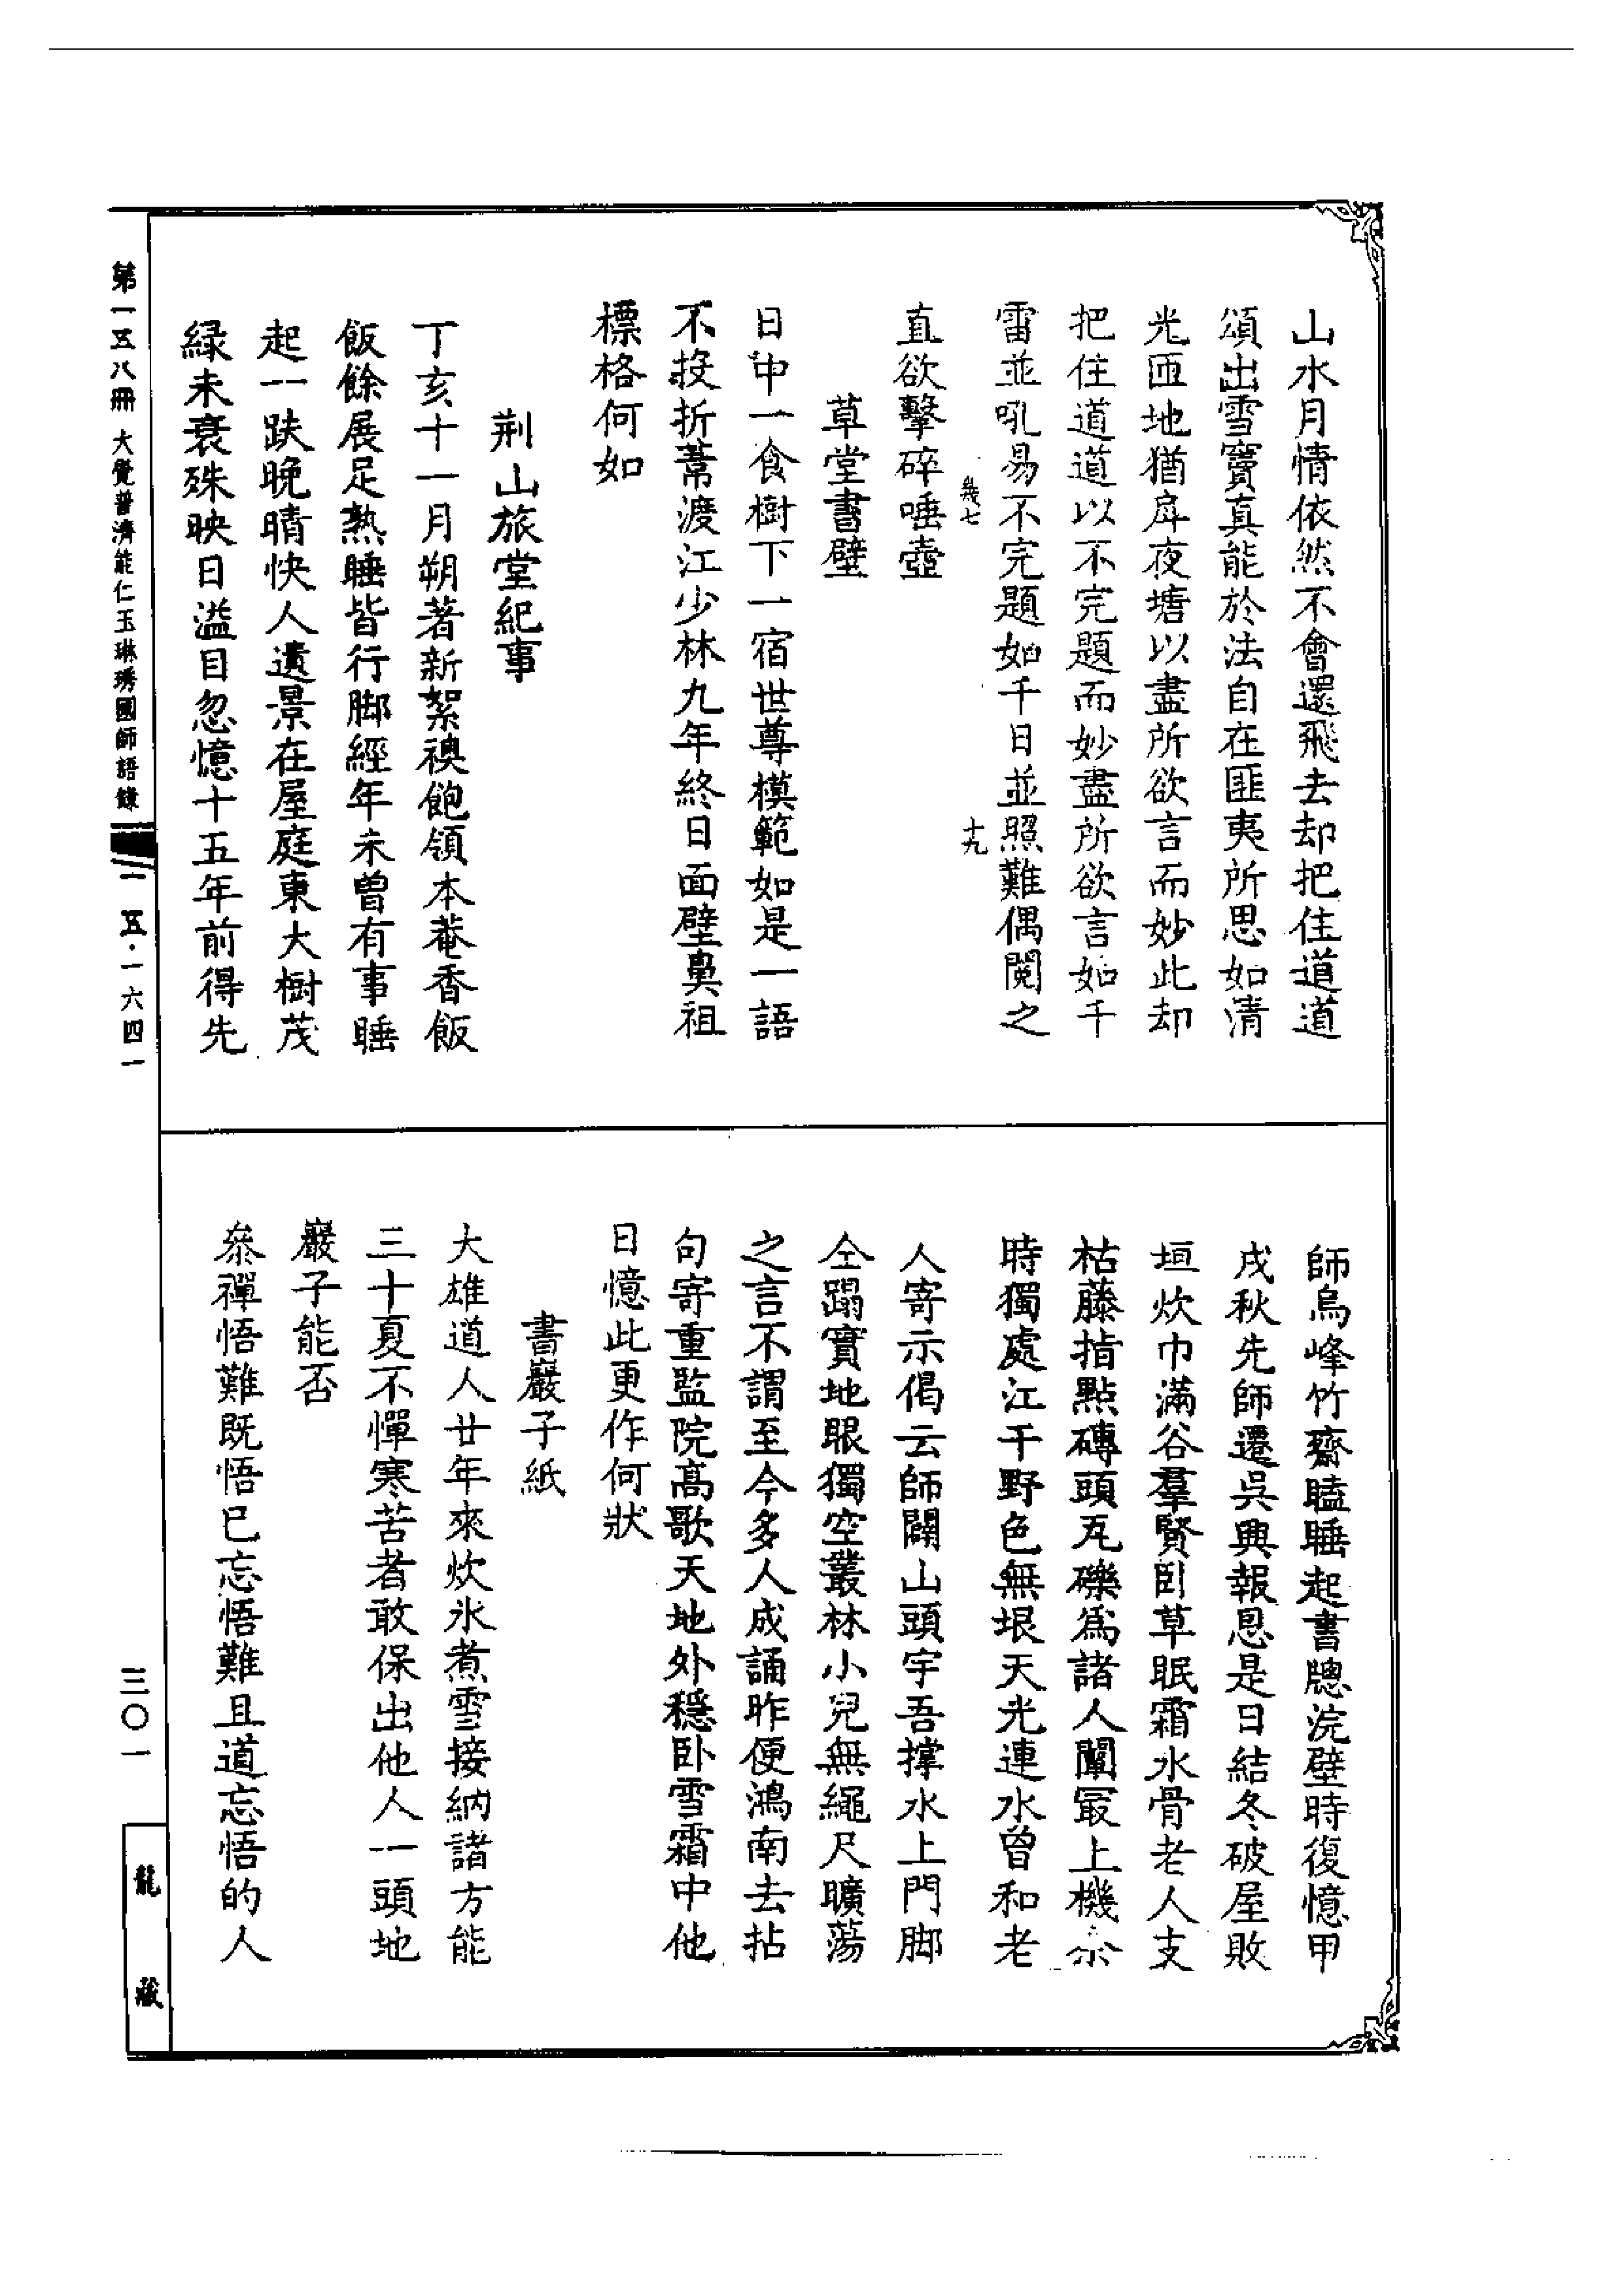 山水月情依然不會還飛去却把住道道
頌出雪竇真能於法自在匪夷所思如清
光匝地猶戽夜塘以盡所欲言而妙此却
把住道道以不完題而妙盡所欲言如千
雷並吼易不完題如千日並照難偶閱之
幾七
十九
直欲擊碎唾壺
草堂書壁
日中一食樹下一宿世尊模範如是一語
不投折葦渡江少林九年終日面壁鼻祖
標格何如
荆山旅堂紀事
丁亥十一月朔著新絮襖飽領本菴香飯
飯餘展足熟睡皆行脚經年未曾有事睡
起一趺晚晴快人遺景在屋庭東大樹茂
緑未衰殊映日溢目忽憶十五年前得先
師烏峰竹齋瞌睡起書牕浣壁時復憶甲
戌秋先師遷吳興報恩是日結冬破屋敗
垣炊巾滿谷羣賢卧草眠霜水骨老人支
枯藤指點磚頭瓦礫爲諸人闡最上機尒
時獨處江干野色無垠天光連水曾和老
人寄示偈云師闢山頭宇吾撑水上門脚
仝蹋實地眼獨空叢林小兒無繩尺曠蕩
之言不謂至今多人成誦昨便鴻南去拈
句寄重監院高歌天地外穩卧雪霜中他
日憶此更作何狀
書巖子紙
大雄道人廿年來炊氷煮雪接納諸方能
三十夏不憚寒苦者敢保出他人一頭地
巖子能否
叅禪悟難既悟已忘悟難且道忘悟的人
第一五八冊 大覺普濟能仁玉琳琇國師語錄
一五·一六四一
三〇一
龍藏